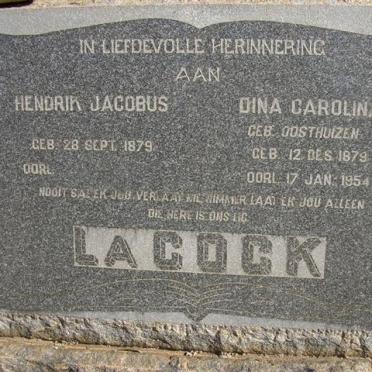 IN LIEFDEVOLLE HERINNERING
AAN
HENDRIK JACOBUS
GEB. 28 SEPT. 1879
OORL.
DINA CAROLINA
GEB. OOSTHUIZEN
GEB. 12 DES. 1879
OORL. 17 JAN. 1954
NOOIT SAL EK JOU VERLAAT NIE, NIMMER LAAT EK JOU ALLEEN
DIE HERE IS ONS LIG
LACOCK